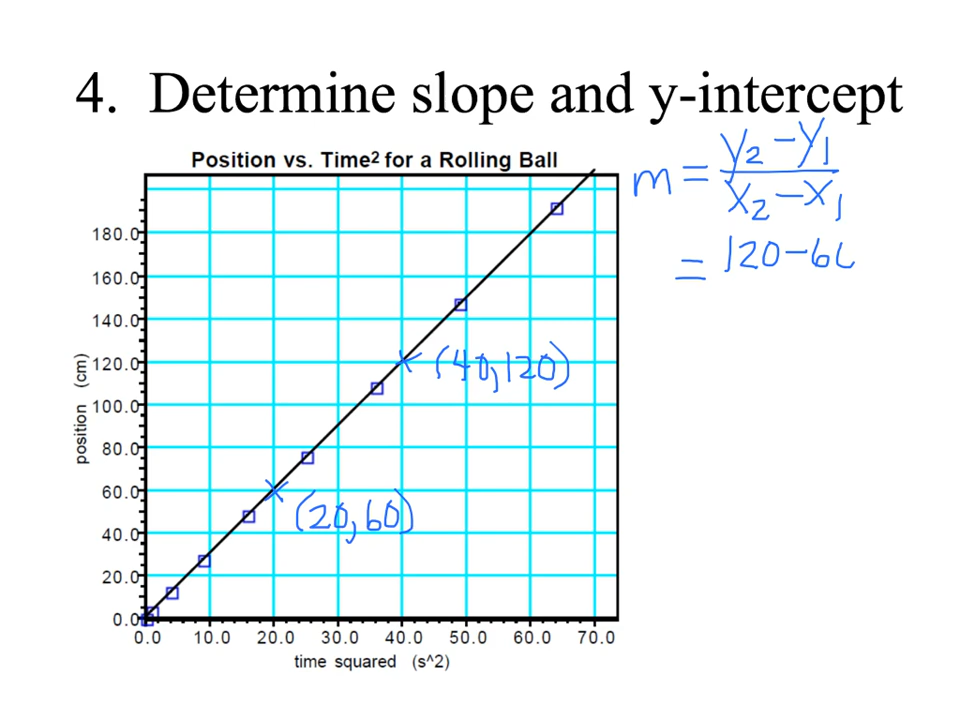 4. Determine slope and y-intercept
Position vs. Time² for a Rolling Ball
m = y₂ - y₁
x₂ - x₁
= 120-60
180.0
160.0
140.0
120.0
(40,120)
100.0
80.0
60.0
(20,60)
40.0
20.0
0.0
position (cm)
0.0 10.0 20.0 30.0 40.0 50.0 60.0 70.0
time squared (s^2)